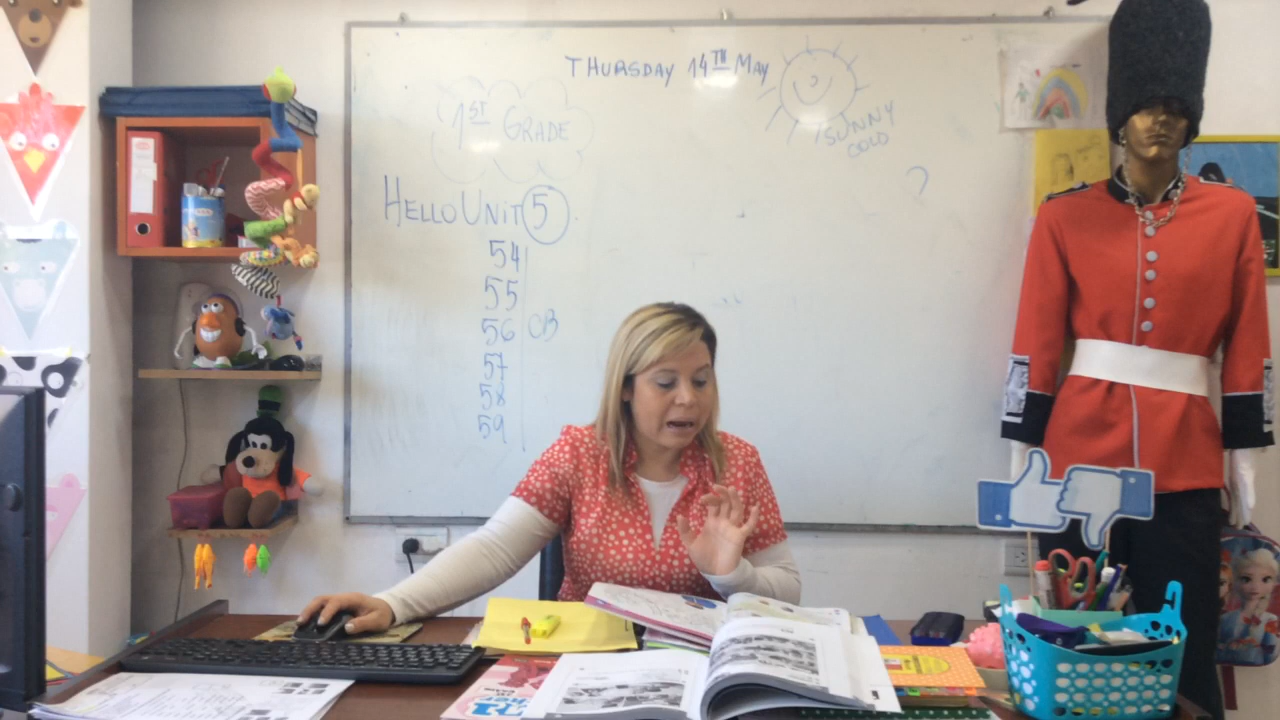 THURSDAY 14TH MAY
1ST GRADE
SUNNY
COLD
?
HELLO UNIT 5
54
55
56 CB
57
58
59